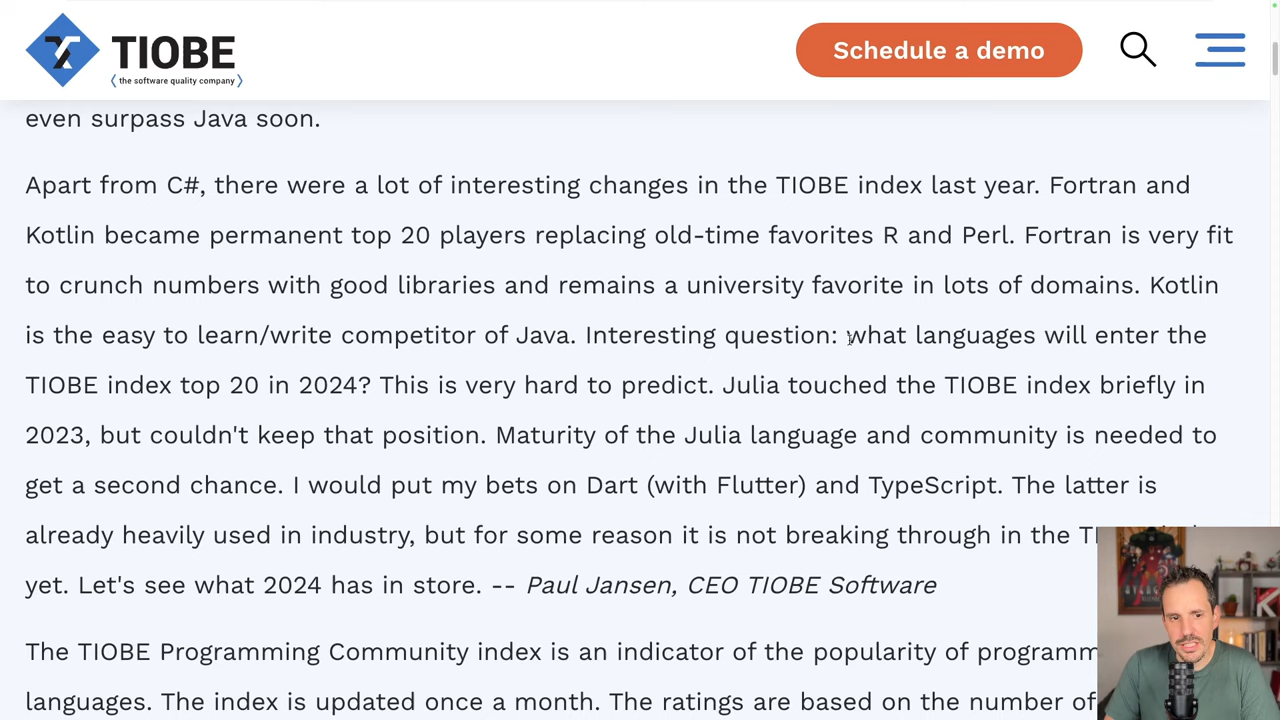 TIOBE
the software quality company
Schedule a demo
even surpass Java soon.
Apart from C#, there were a lot of interesting changes in the TIOBE index last year. Fortran and
Kotlin became permanent top 20 players replacing old-time favorites R and Perl. Fortran is very fit
to crunch numbers with good libraries and remains a university favorite in lots of domains. Kotlin
is the easy to learn/write competitor of Java. Interesting question: what languages will enter the
TIOBE index top 20 in 2024? This is very hard to predict. Julia touched the TIOBE index briefly in
2023, but couldn't keep that position. Maturity of the Julia language and community is needed to
get a second chance. I would put my bets on Dart (with Flutter) and TypeScript. The latter is
already heavily used in industry, but for some reason it is not breaking through in the
yet. Let's see what 2024 has in store. -- Paul Jansen, CEO TIOBE Software
The TIOBE Programming Community index is an indicator of the popularity of
languages. The index is updated once a month. The ratings are based on the number of